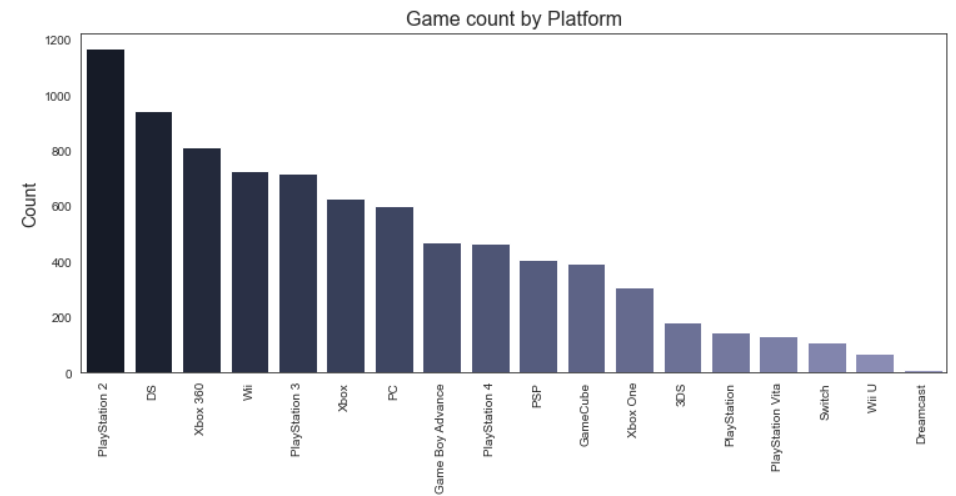 Game count by Platform
1200
1000
800
600
400
200
0
Count
PlayStation 2
DS
Xbox 360
Wii
PlayStation 3
Xbox
PC
Game Boy Advance
PlayStation 4
PSP
GameCube
Xbox One
3DS
PlayStation
PlayStation Vita
Switch
Wii U
Dreamcast